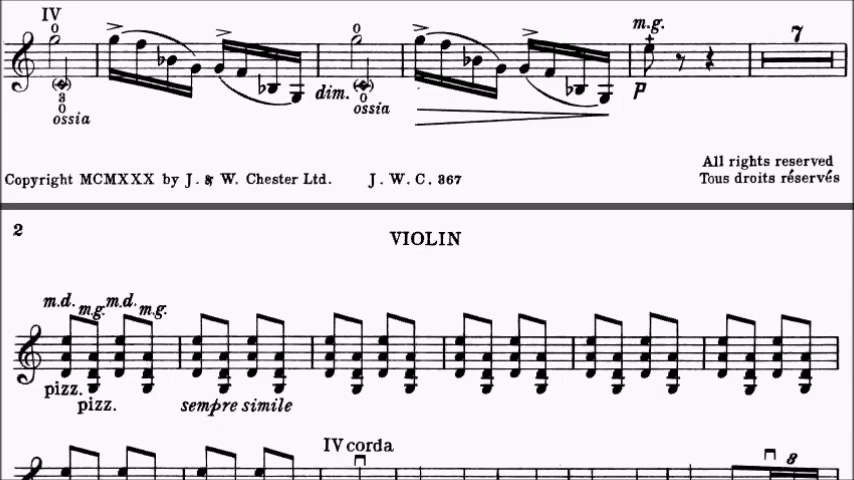 IV
m.g.
7
dim.
ossia
ossia
p
All rights reserved
Copyright MCMXXX by J. & W. Chester Ltd. J. W. C. 367
Tous droits réservés
2
VIOLIN
m.d. m.g. m.d. m.g.
pizz.
pizz.
sempre simile
IV corda
8